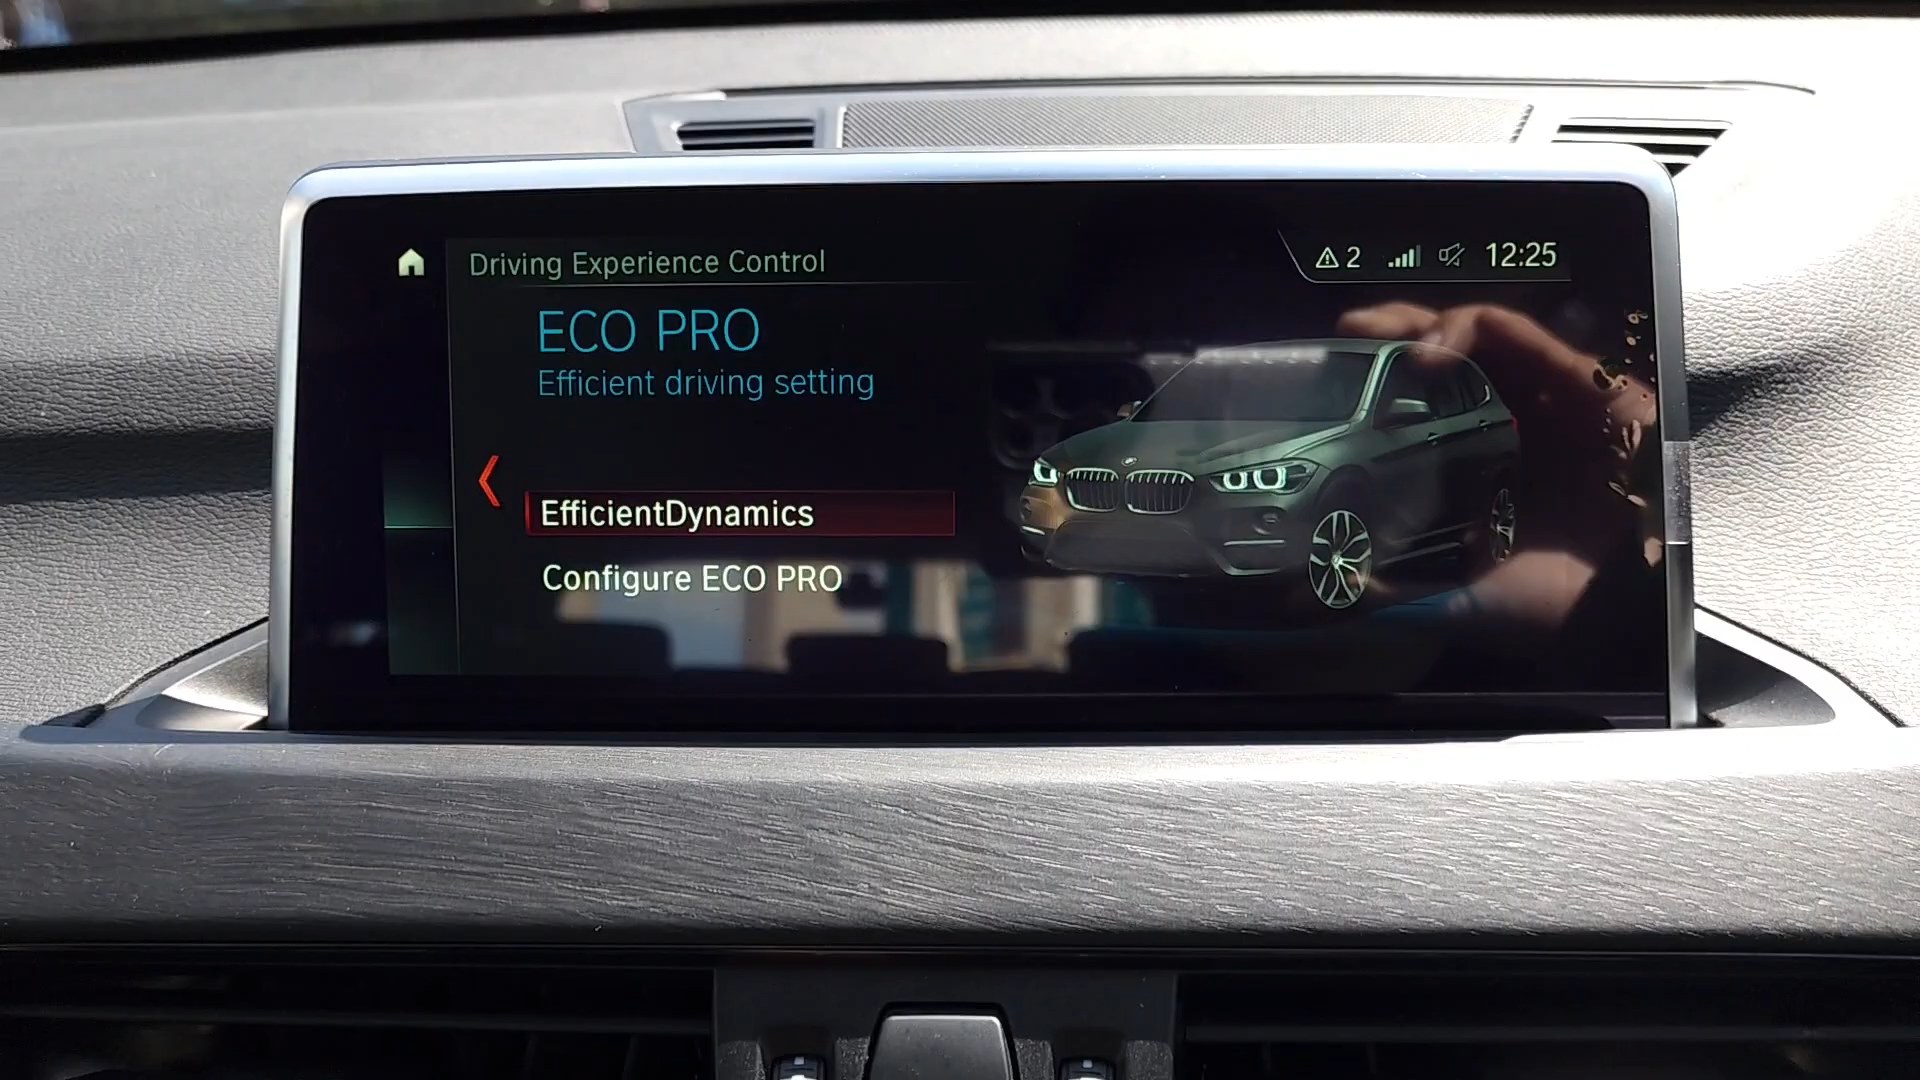 Driving Experience Control
2
12:25
ECO PRO
Efficient driving setting
EfficientDynamics
Configure ECO PRO